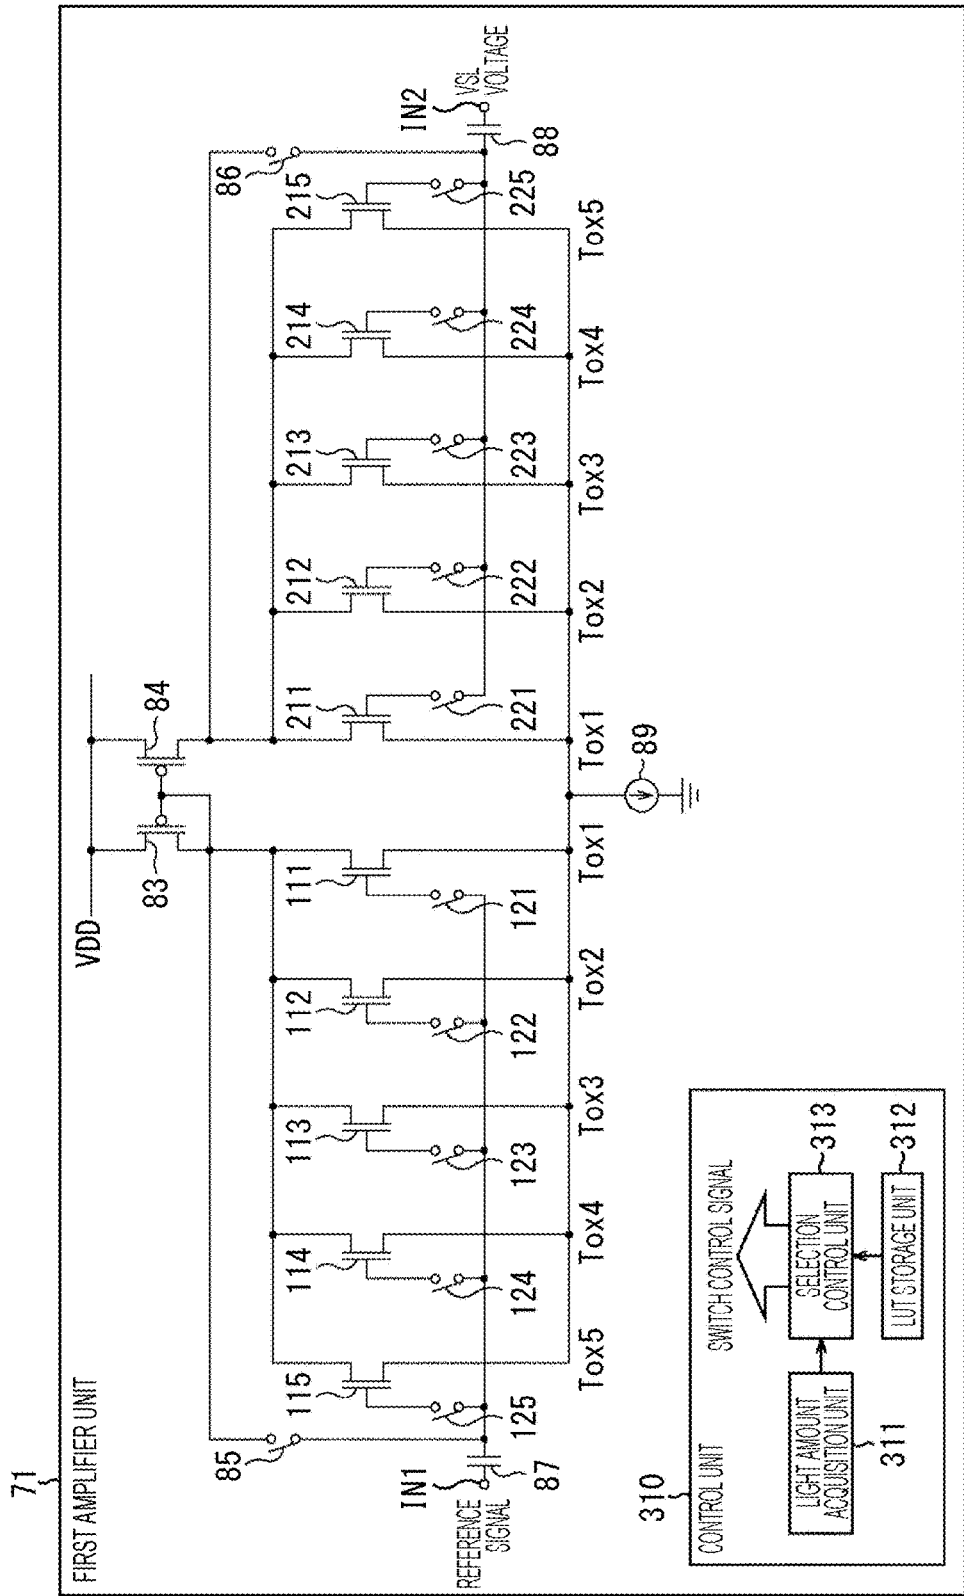 71
FIRST AMPLIFIER UNIT
VDD
83
84
85
86
115
114
113
112
111
211
212
213
214
215
125
124
123
122
121
221
222
223
224
225
IN1
REFERENCE
SIGNAL
87
IN2
VSL
VOLTAGE
88
Tox5
Tox4
Tox3
Tox2
Tox1
Tox1
Tox2
Tox3
Tox4
Tox5
89
310
CONTROL UNIT
SWITCH CONTROL SIGNAL
LIGHT AMOUNT
ACQUISITION UNIT
311
SELECTION
CONTROL UNIT
313
LUT STORAGE UNIT
312